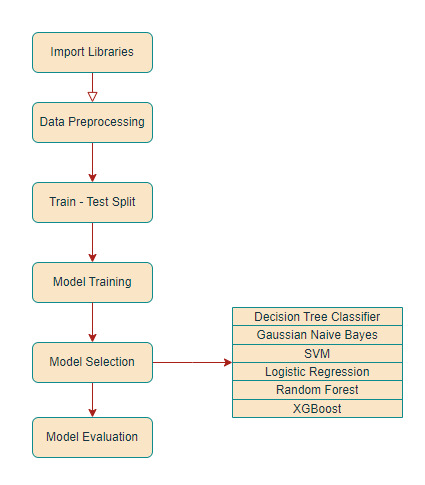 Import Libraries
Data Preprocessing
Train - Test Split
Model Training
Model Selection
Decision Tree Classifier
Gaussian Naive Bayes
SVM
Logistic Regression
Random Forest
XGBoost
Model Evaluation